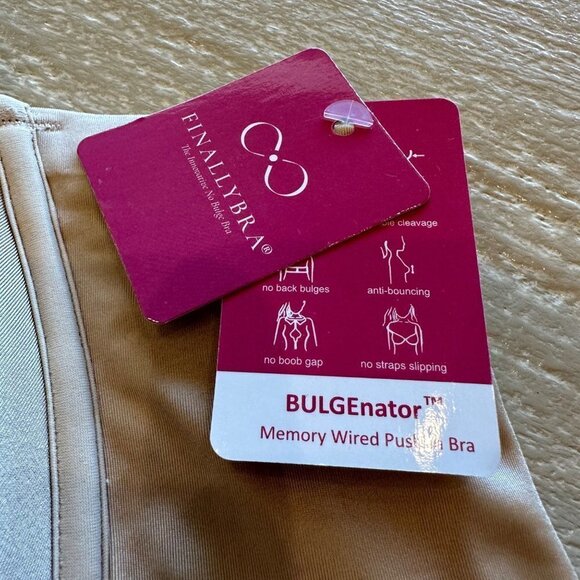 FINALLYBRA®
The Innovative No Bulge Bra
cleavage
no back bulges
anti-bouncing
no boob gap
no straps slipping
BULGEnator™
Memory Wired Push Bra